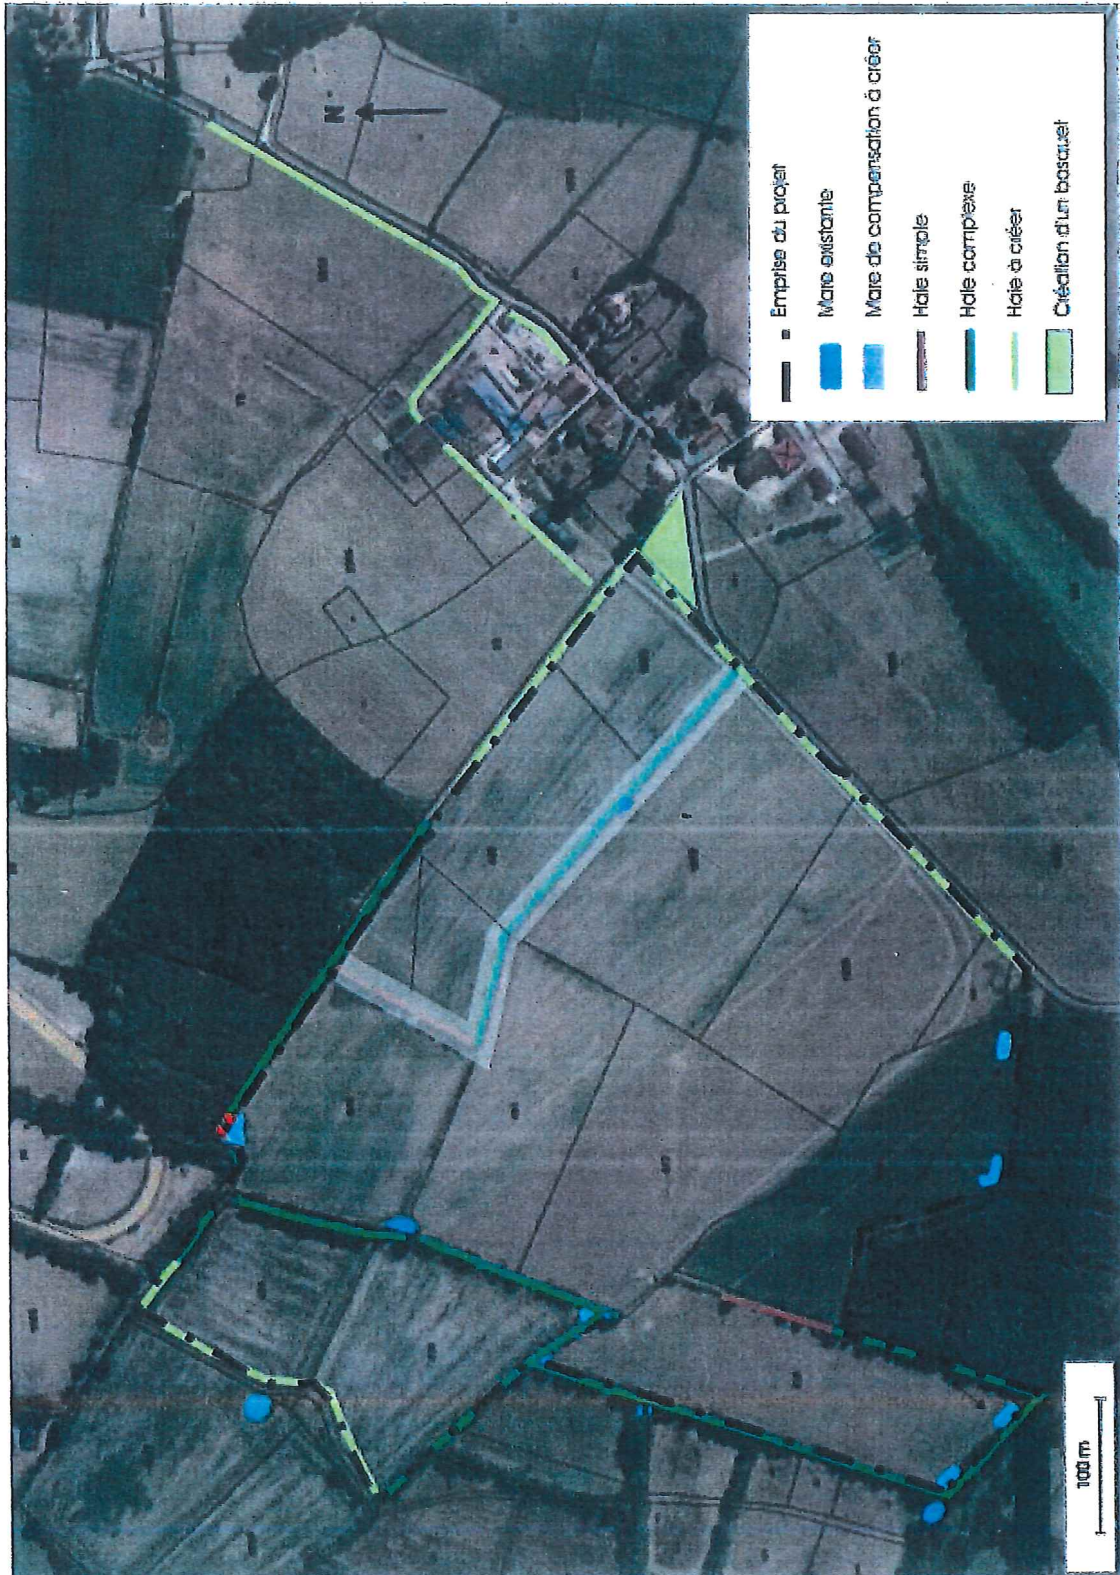 N
Emprise du projet
Mare existante
Mare de compensation à créer
Haie simple
Haie complexe
Haie à créer
Création d'un bosquet
100 m